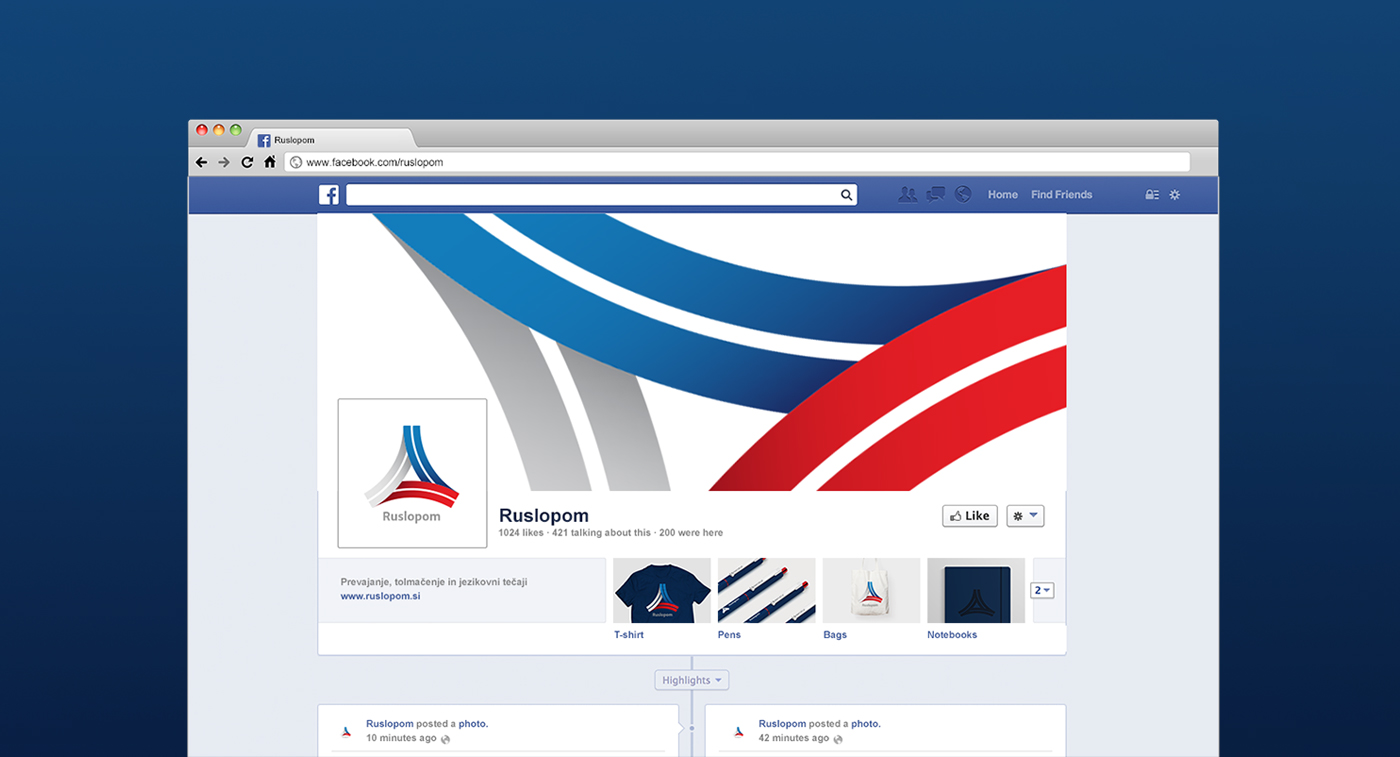 Ruslopom
www.facebook.com/ruslopom
Home Find Friends
Ruslopom
Ruslopom
1024 likes · 421 talking about this · 200 were here
Like
Prevajanje, tolmačenje in jezikovni tečaji
www.ruslopom.si
Ruslopom
Ruslopom
2
T-shirt Pens Bags Notebooks
Highlights
Ruslopom posted a photo.
10 minutes ago
Ruslopom posted a photo.
42 minutes ago